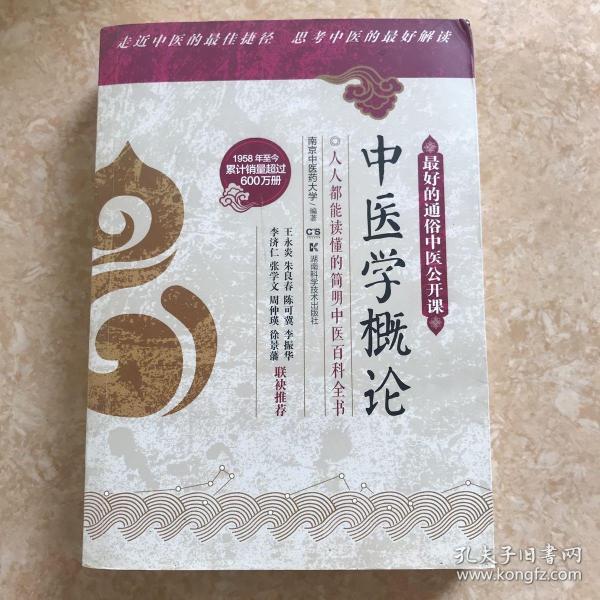 走近中医的最佳捷径 思考中医的最好解读
最好的通俗中医公开课
中医学概论
◎人人都能读懂的简明中医百科全书
南京中医药大学/编著
CS
K 湖南科学技术出版社
1958年至今
累计销量超过
600万册
王永炎 朱良春 陈可冀 李振华
李济仁 张学文 周仲瑛 徐景藩
联袂推荐
孔夫子旧书网
www.kongfz.com